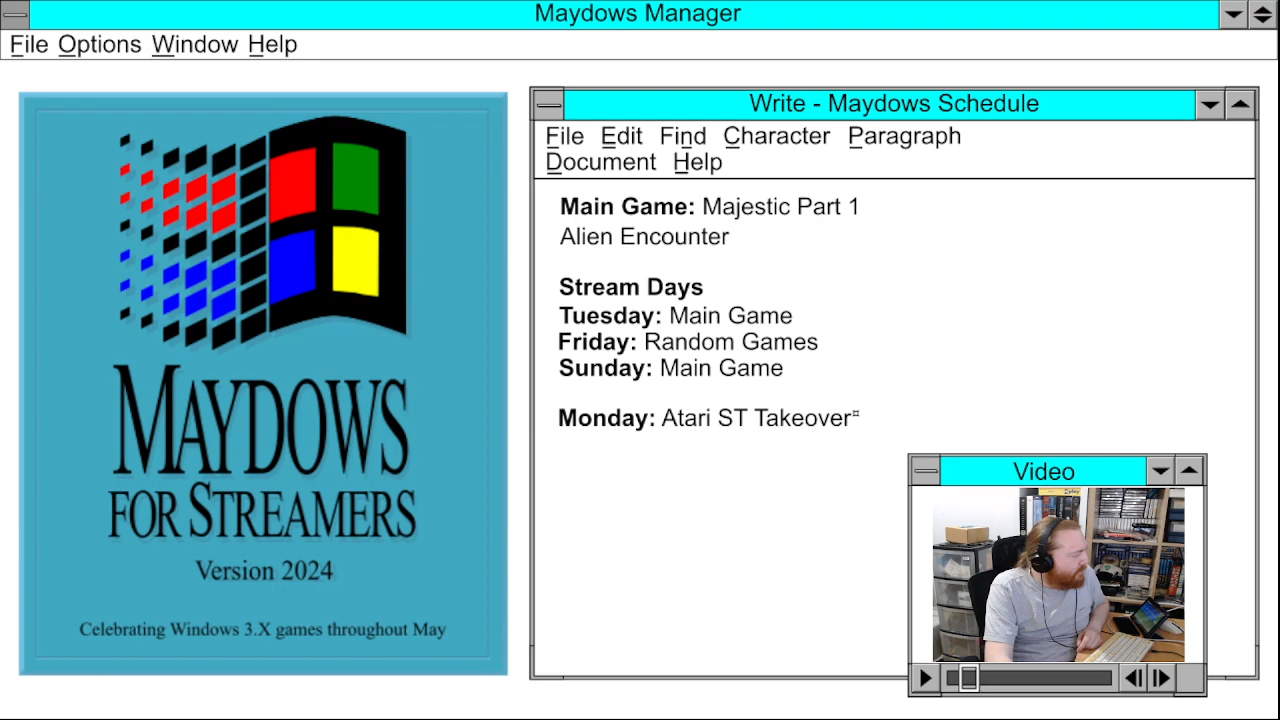 Maydows Manager
File Options Window Help
MAYDOWS
FOR STREAMERS
Version 2024
Celebrating Windows 3.X games throughout May
Write - Maydows Schedule
File Edit Find Character Paragraph
Document Help
Main Game: Majestic Part 1
Alien Encounter
Stream Days
Tuesday: Main Game
Friday: Random Games
Sunday: Main Game
Monday: Atari ST Takeover¤
Video